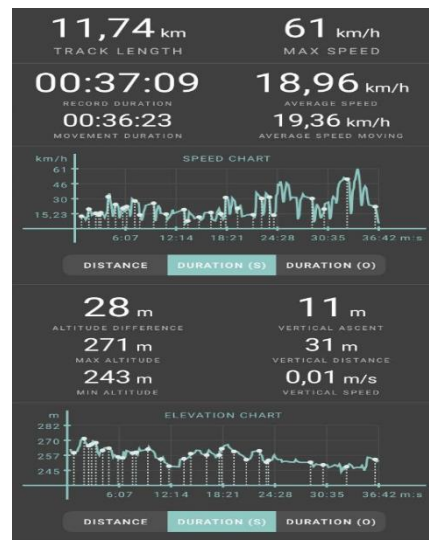 11,74 km 61 km/h
TRACK LENGTH MAX SPEED
00:37:09 18,96 km/h
RECORD DURATION AVERAGE SPEED
00:36:23 19,36 km/h
MOVEMENT DURATION AVERAGE SPEED MOVING
km/h SPEED CHART
61
46
30
15,23
6:07 12:14 18:21 24:28 30:35 36:42 m:s
DISTANCE DURATION (S) DURATION (O)
28 m 11 m
ALTITUDE DIFFERENCE VERTICAL ASCENT
271 m 31 m
MAX ALTITUDE VERTICAL DISTANCE
243 m 0,01 m/s
MIN ALTITUDE VERTICAL SPEED
m ELEVATION CHART
282
270
257
245
6:07 12:14 18:21 24:28 30:35 36:42 m:s
DISTANCE DURATION (S) DURATION (O)